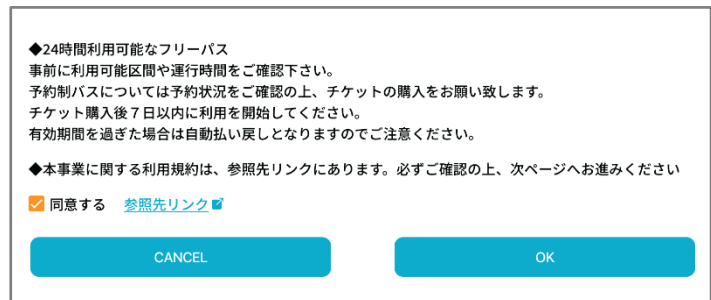 ◆24時間利用可能なフリーパス
事前に利用可能区間や運行時間をご確認下さい。
予約制バスについては予約状況をご確認の上、チケットの購入をお願い致します。
チケット購入後７日以内に利用を開始してください。
有効期間を過ぎた場合は自動払い戻しとなりますのでご注意ください。
◆本事業に関する利用規約は、参照先リンクにあります。必ずご確認の上、次ページへお進みください
同意する 参照先リンク
CANCEL OK